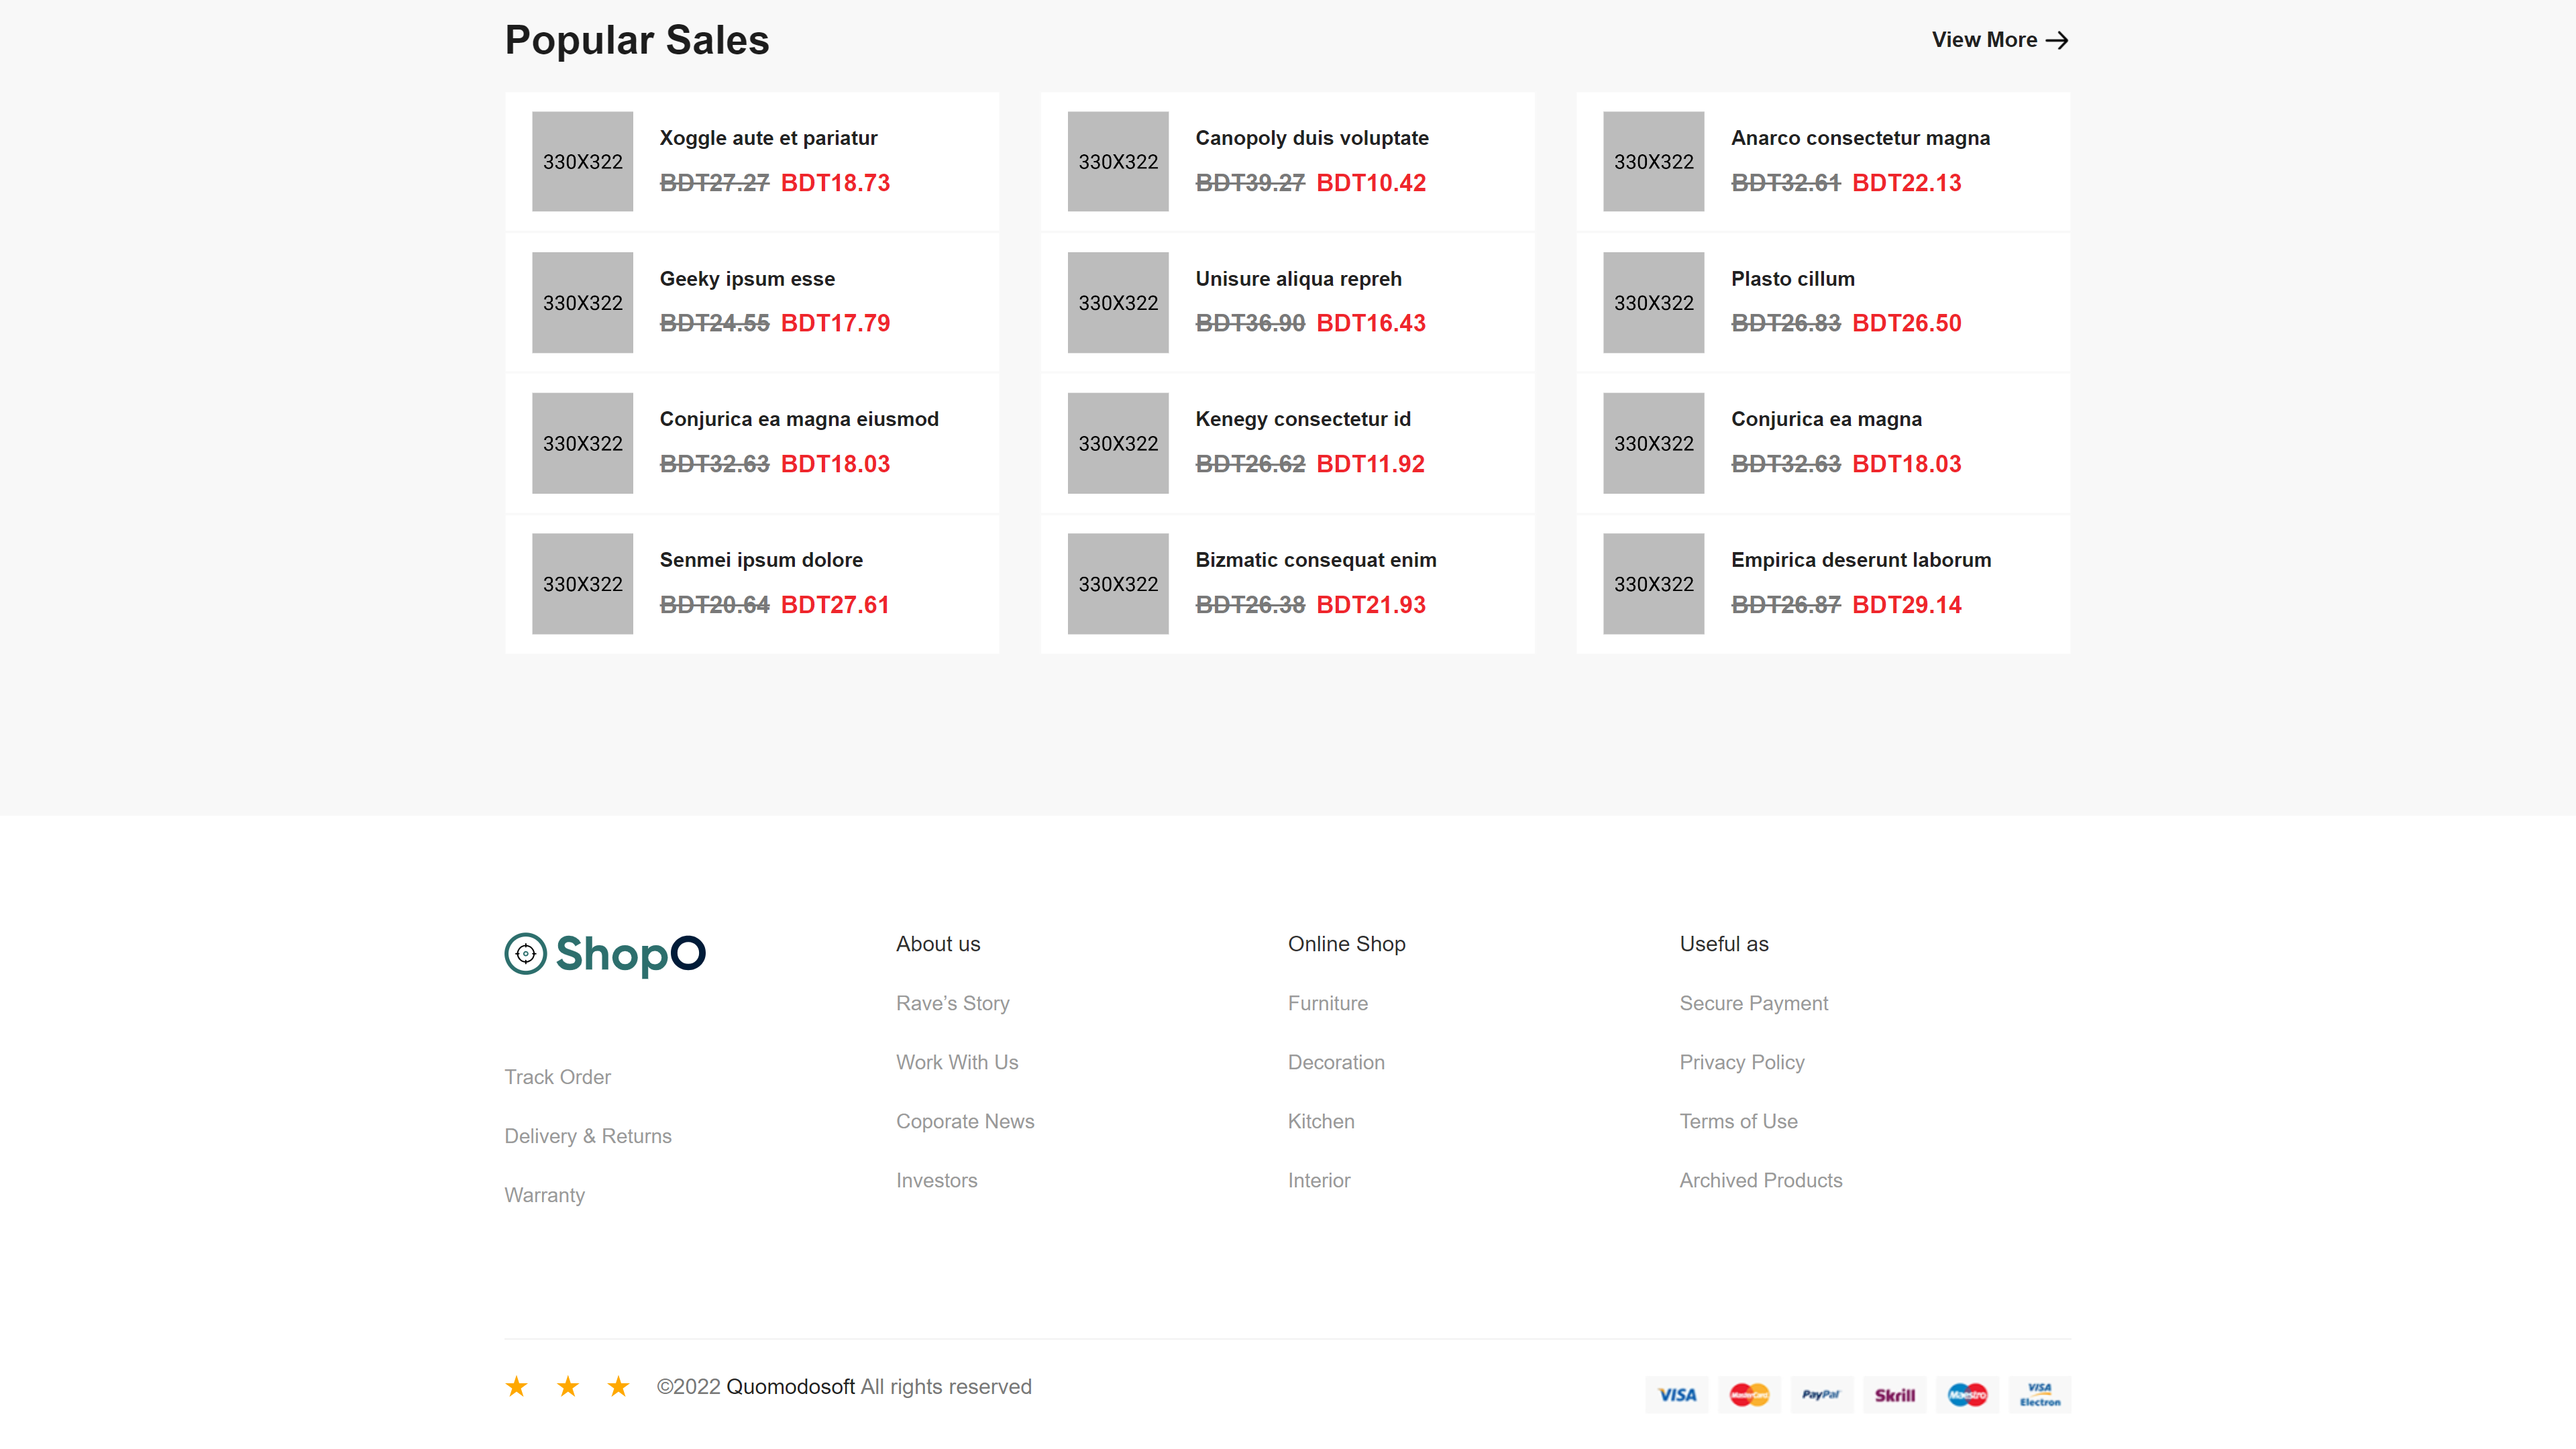 Popular Sales
View More
330X322
Xoggle aute et pariatur
BDT27.27 BDT18.73
330X322
Canopoly duis voluptate
BDT39.27 BDT10.42
330X322
Anarco consectetur magna
BDT32.61 BDT22.13
330X322
Geeky ipsum esse
BDT24.55 BDT17.79
330X322
Unisure aliqua repreh
BDT36.90 BDT16.43
330X322
Plasto cillum
BDT26.83 BDT26.50
330X322
Conjurica ea magna eiusmod
BDT32.63 BDT18.03
330X322
Kenegy consectetur id
BDT26.62 BDT11.92
330X322
Conjurica ea magna
BDT32.63 BDT18.03
330X322
Senmei ipsum dolore
BDT20.64 BDT27.61
330X322
Bizmatic consequat enim
BDT26.38 BDT21.93
330X322
Empirica deserunt laborum
BDT26.87 BDT29.14
ShopO
Track Order
Delivery & Returns
Warranty
About us
Rave’s Story
Work With Us
Coporate News
Investors
Online Shop
Furniture
Decoration
Kitchen
Interior
Useful as
Secure Payment
Privacy Policy
Terms of Use
Archived Products
©2022 Quomodosoft All rights reserved
VISA
MasterCard
PayPal
Skrill
Maestro
VISA
Electron